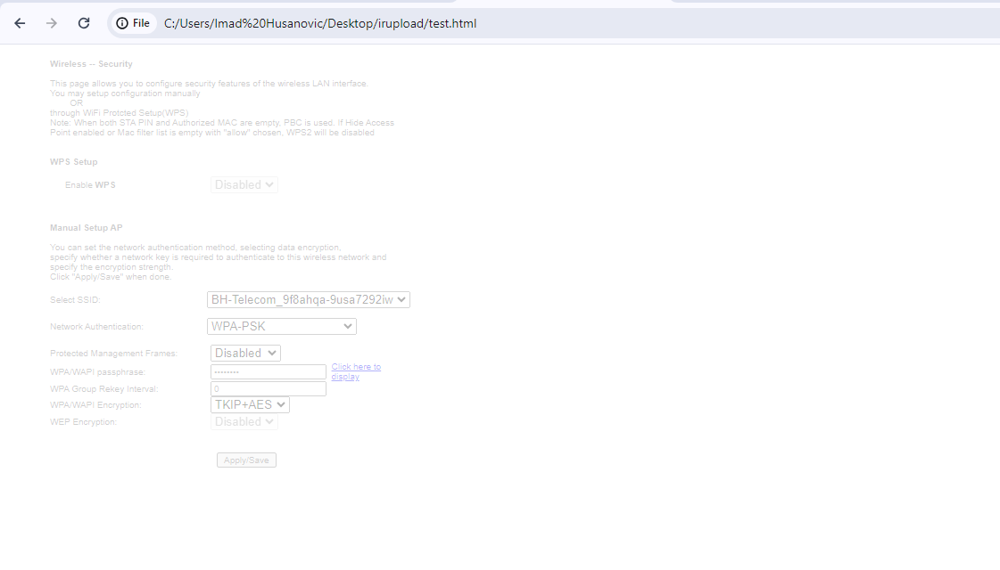 File
C:/Users/Imad%20Husanovic/Desktop/irupload/test.html
Wireless -- Security
This page allows you to configure security features of the wireless LAN interface.
You may setup configuration manually
OR
through WiFi Protcted Setup(WPS)
Note: When both STA PIN and Authorized MAC are empty, PBC is used. If Hide Access
Point enabled or Mac filter list is empty with "allow" chosen, WPS2 will be disabled
WPS Setup
Enable WPS Disabled
Manual Setup AP
You can set the network authentication method, selecting data encryption,
specify whether a network key is required to authenticate to this wireless network and
specify the encryption strength.
Click "Apply/Save" when done.
Select SSID: BH-Telecom_9f8ahqa-9usa7292iw
Network Authentication: WPA-PSK
Protected Management Frames: Disabled
WPA/WAPI passphrase: ········ Click here to
display
WPA Group Rekey Interval: 0
WPA/WAPI Encryption: TKIP+AES
WEP Encryption: Disabled
Apply/Save